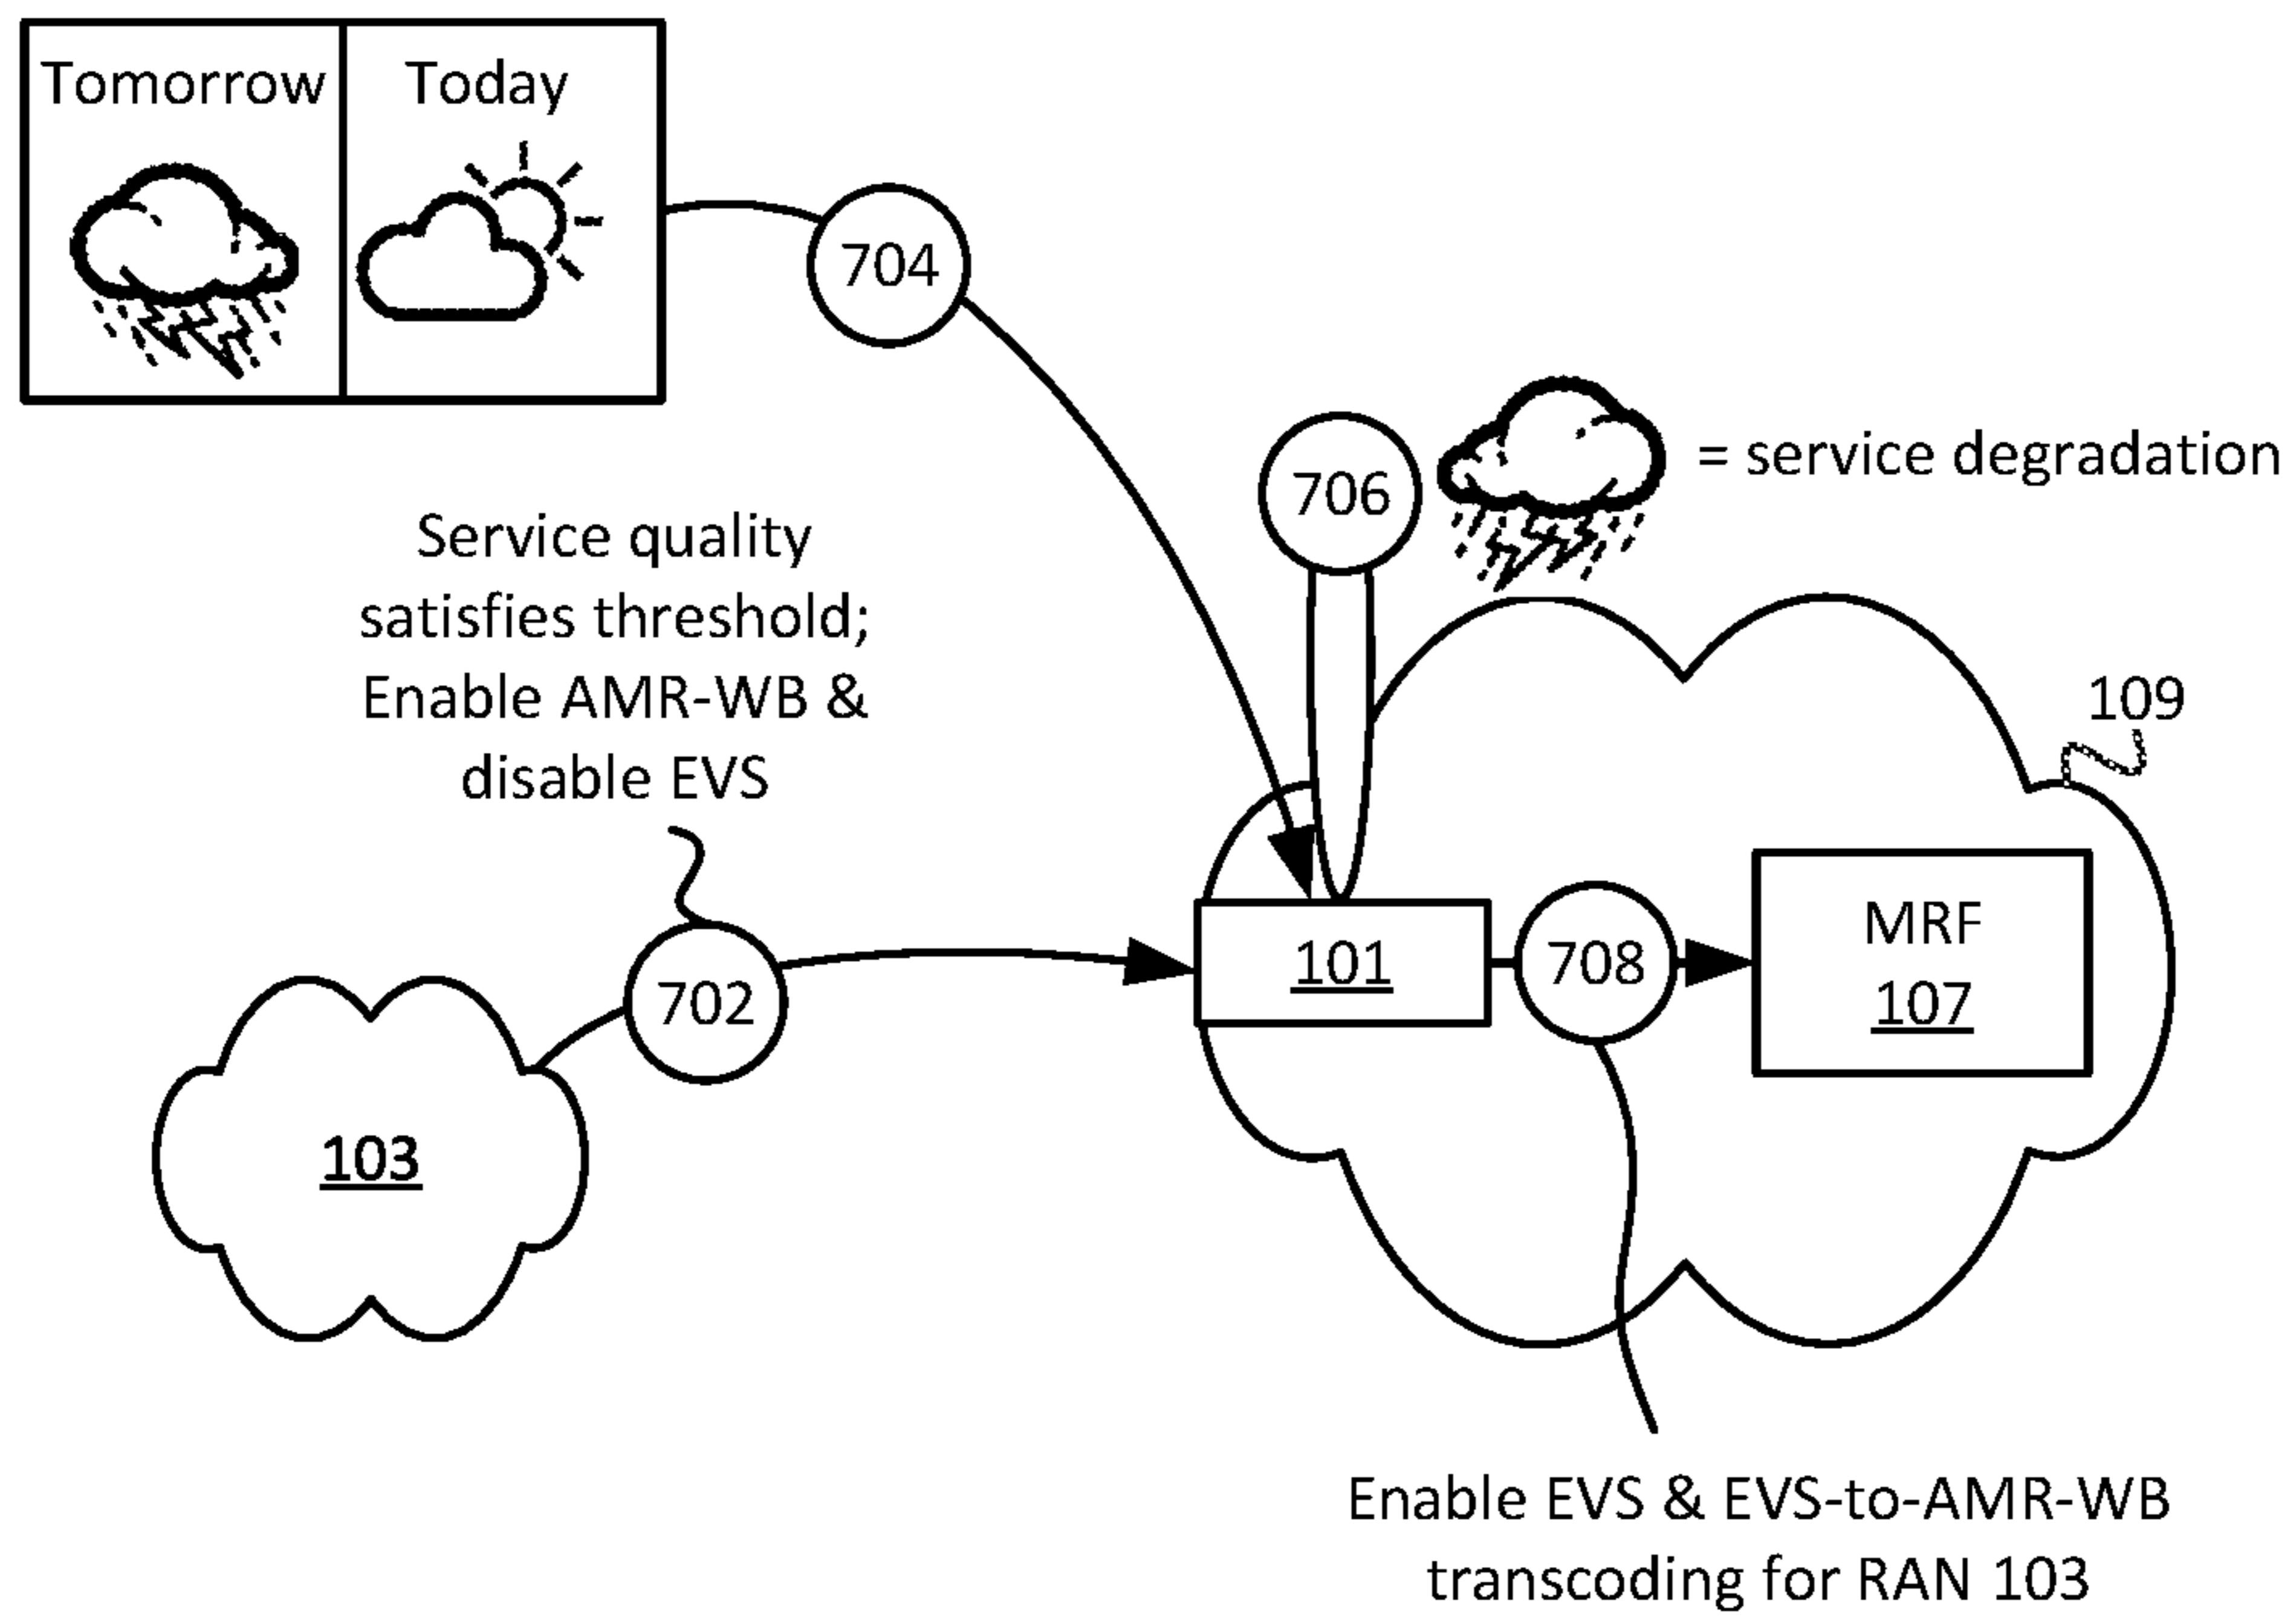 Tomorrow
Today
704
706
= service degradation
Service quality
satisfies threshold;
Enable AMR-WB &
disable EVS
109
702
101
708
MRF
107
103
Enable EVS & EVS-to-AMR-WB
transcoding for RAN 103